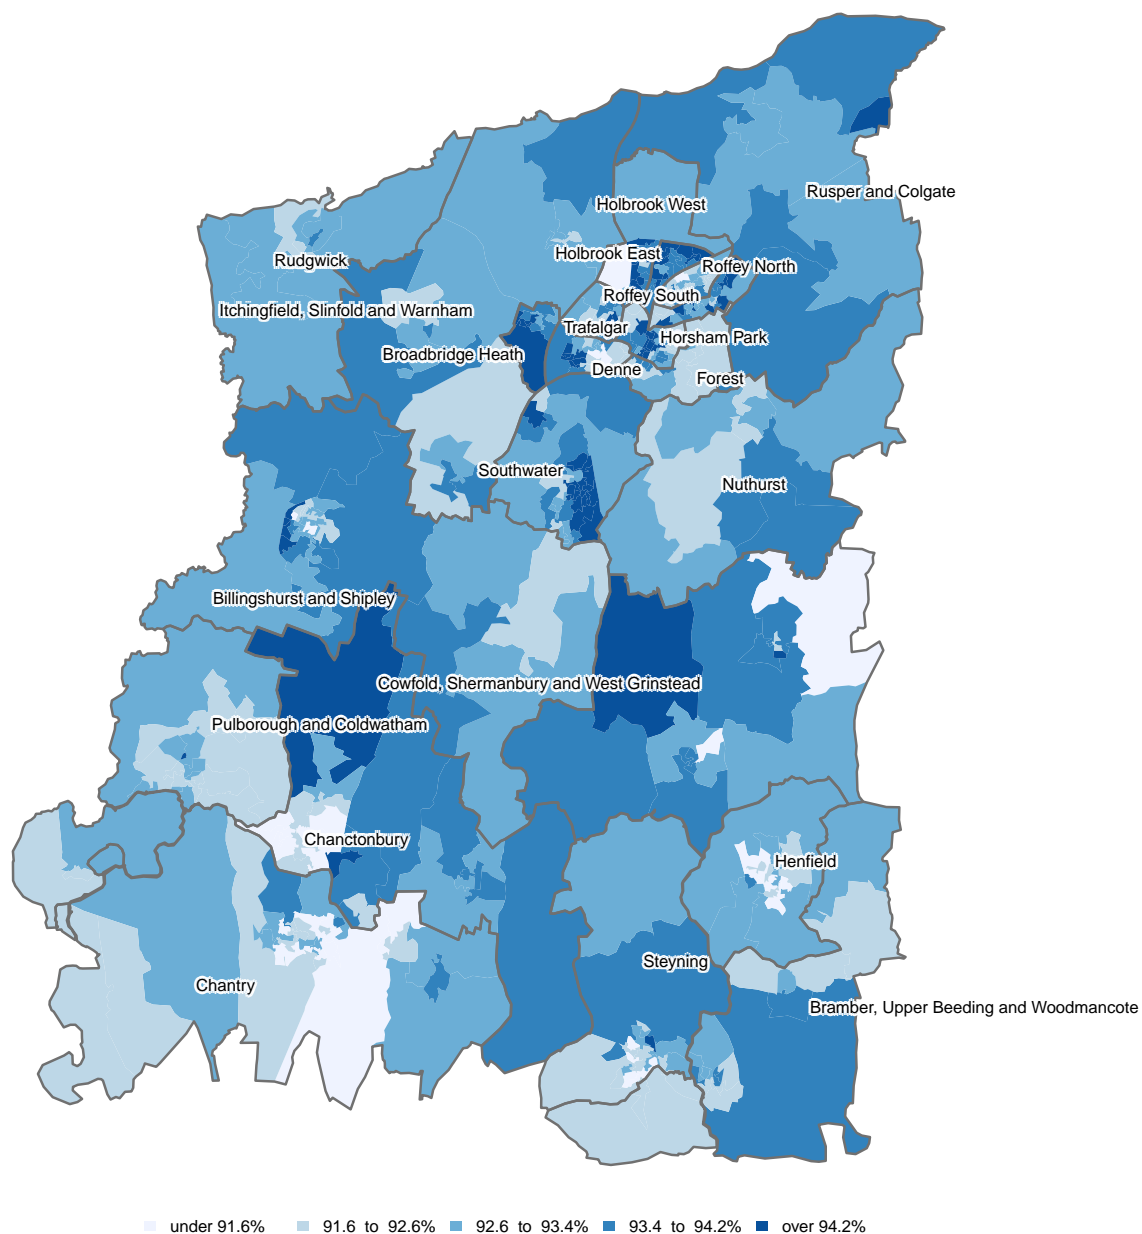 Rusper and Colgate
Holbrook West
Holbrook East
Rudgwick
Roffey North
Roffey South
Itchingfield, Slinfold and Warnham
Trafalgar
Horsham Park
Broadbridge Heath
Denne
Forest
Southwater
Nuthurst
Billingshurst and Shipley
Cowfold, Shermanbury and West Grinstead
Pulborough and Coldwatham
Chanctonbury
Henfield
Steyning
Chantry
Bramber, Upper Beeding and Woodmancote
under 91.6% 91.6 to 92.6% 92.6 to 93.4% 93.4 to 94.2% over 94.2%